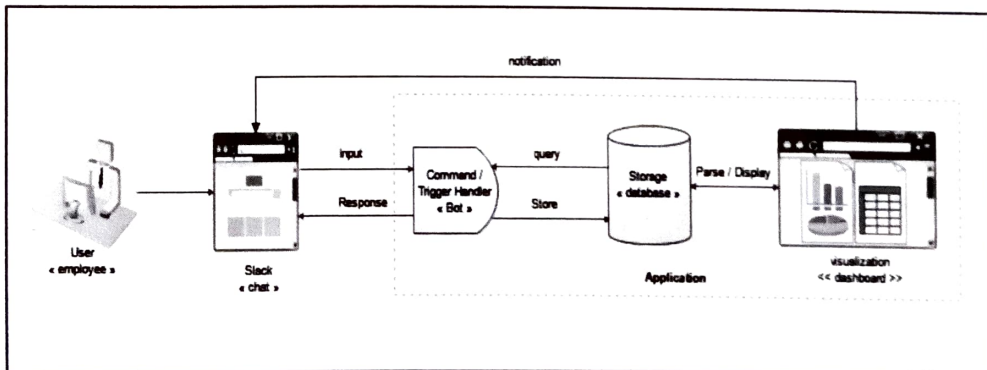 notification
input
Response
Command /
Trigger Handler
« Bot »
query
Store
Storage
« database »
Parse / Display
User
« employee »
Slack
« chat »
Application
visualization
<< dashboard >>